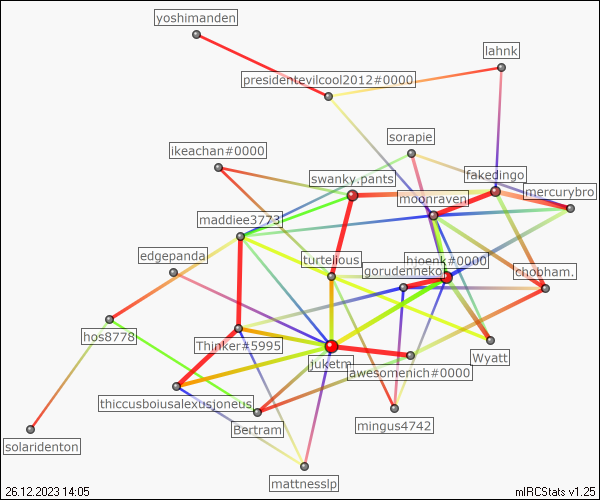 yoshimanden
lahnk
presidentevilcool2012#0000
sorapie
ikeachan#0000
swanky.pants
fakedingo
moonraven
mercurybro
maddiee3773
edgepanda
turtelious
hjoenk#0000
gorudenneko
chobham.
hos8778
Thinker#5995
juketm
Wyatt
awesomenich#0000
thiccusboiusalexusjoneus
Bertram
mingus4742
solaridenton
mattnesslp
26.12.2023 14:05
mIRCStats v1.25